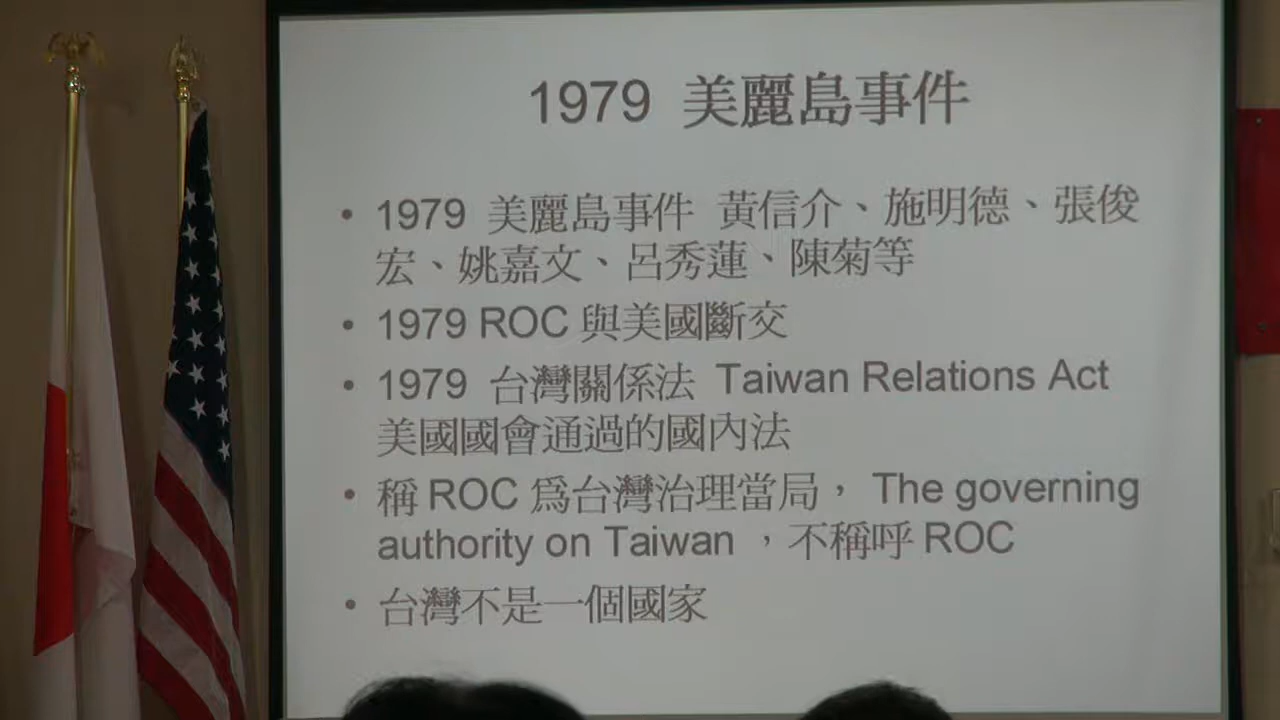 1979 美麗島事件
• 1979 美麗島事件 黃信介、施明德、張俊
宏、姚嘉文、呂秀蓮、陳菊等
• 1979 ROC 與美國斷交
• 1979 台灣關係法 Taiwan Relations Act
美國國會通過的國內法
• 稱 ROC 爲台灣治理當局， The governing
authority on Taiwan ，不稱呼 ROC
• 台灣不是一個國家